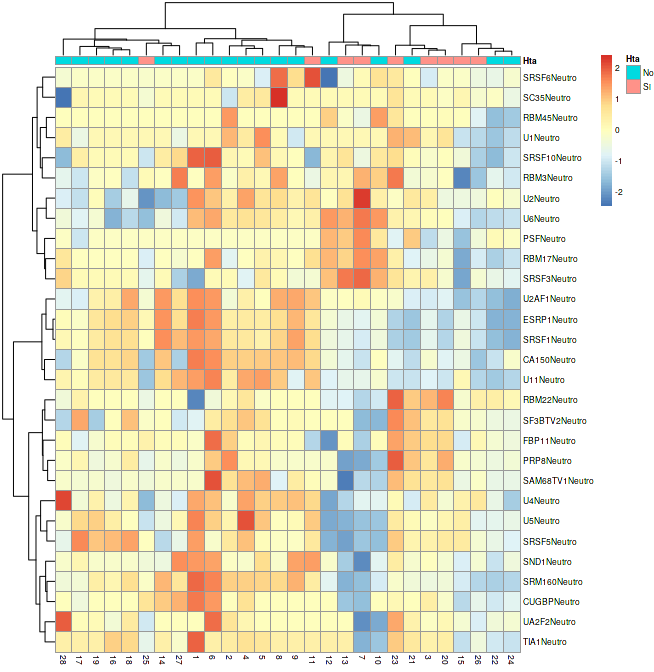 Hta
SRSF6Neutro
SC35Neutro
RBM45Neutro
U1Neutro
SRSF10Neutro
RBM3Neutro
U2Neutro
U6Neutro
PSFNeutro
RBM17Neutro
SRSF3Neutro
U2AF1Neutro
ESRP1Neutro
SRSF1Neutro
CA150Neutro
U11Neutro
RBM22Neutro
SF3BTV2Neutro
FBP11Neutro
PRP8Neutro
SAM68TV1Neutro
U4Neutro
U5Neutro
SRSF5Neutro
SND1Neutro
SRM160Neutro
CUGBPNeutro
UA2F2Neutro
TIA1Neutro
28 17 19 16 18 25 14 27 1 6 2 4 5 8 9 11 12 13 7 10 23 21 3 20 15 26 22 24
2
1
0
-1
-2
Hta
No
Si